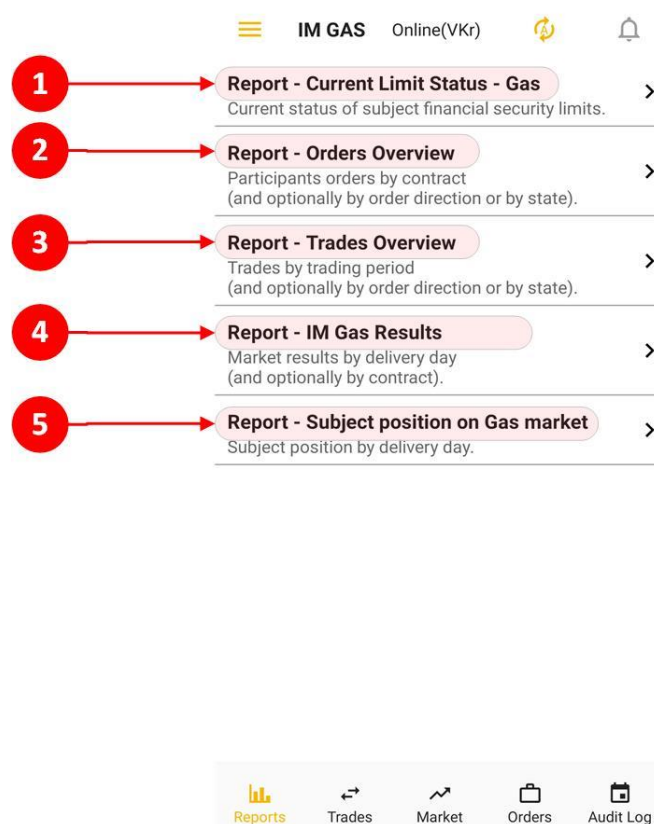 IM GAS Online(VKr)
1
Report - Current Limit Status - Gas
Current status of subject financial security limits.
2
Report - Orders Overview
Participants orders by contract
(and optionally by order direction or by state).
3
Report - Trades Overview
Trades by trading period
(and optionally by order direction or by state).
4
Report - IM Gas Results
Market results by delivery day
(and optionally by contract).
5
Report - Subject position on Gas market
Subject position by delivery day.
Reports Trades Market Orders Audit Log